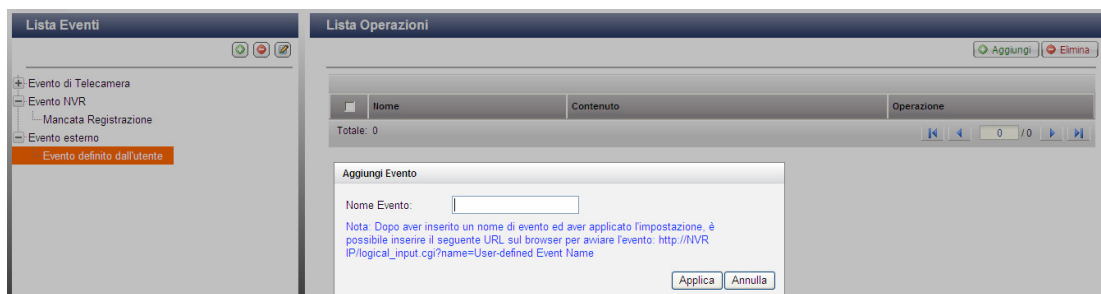 Lista Eventi
Lista Operazioni
Aggiungi
Elimina
Evento di Telecamera
Evento NVR
Mancata Registrazione
Evento esterno
Evento definito dall'utente
Nome Contenuto Operazione
Totale: 0
0 / 0
Aggiungi Evento
Nome Evento:
Nota: Dopo aver inserito un nome di evento ed aver applicato l'impostazione, è
possibile inserire il seguente URL sul browser per avviare l'evento: http://NVR
IP/logical_input.cgi?name=User-defined Event Name
Applica Annulla